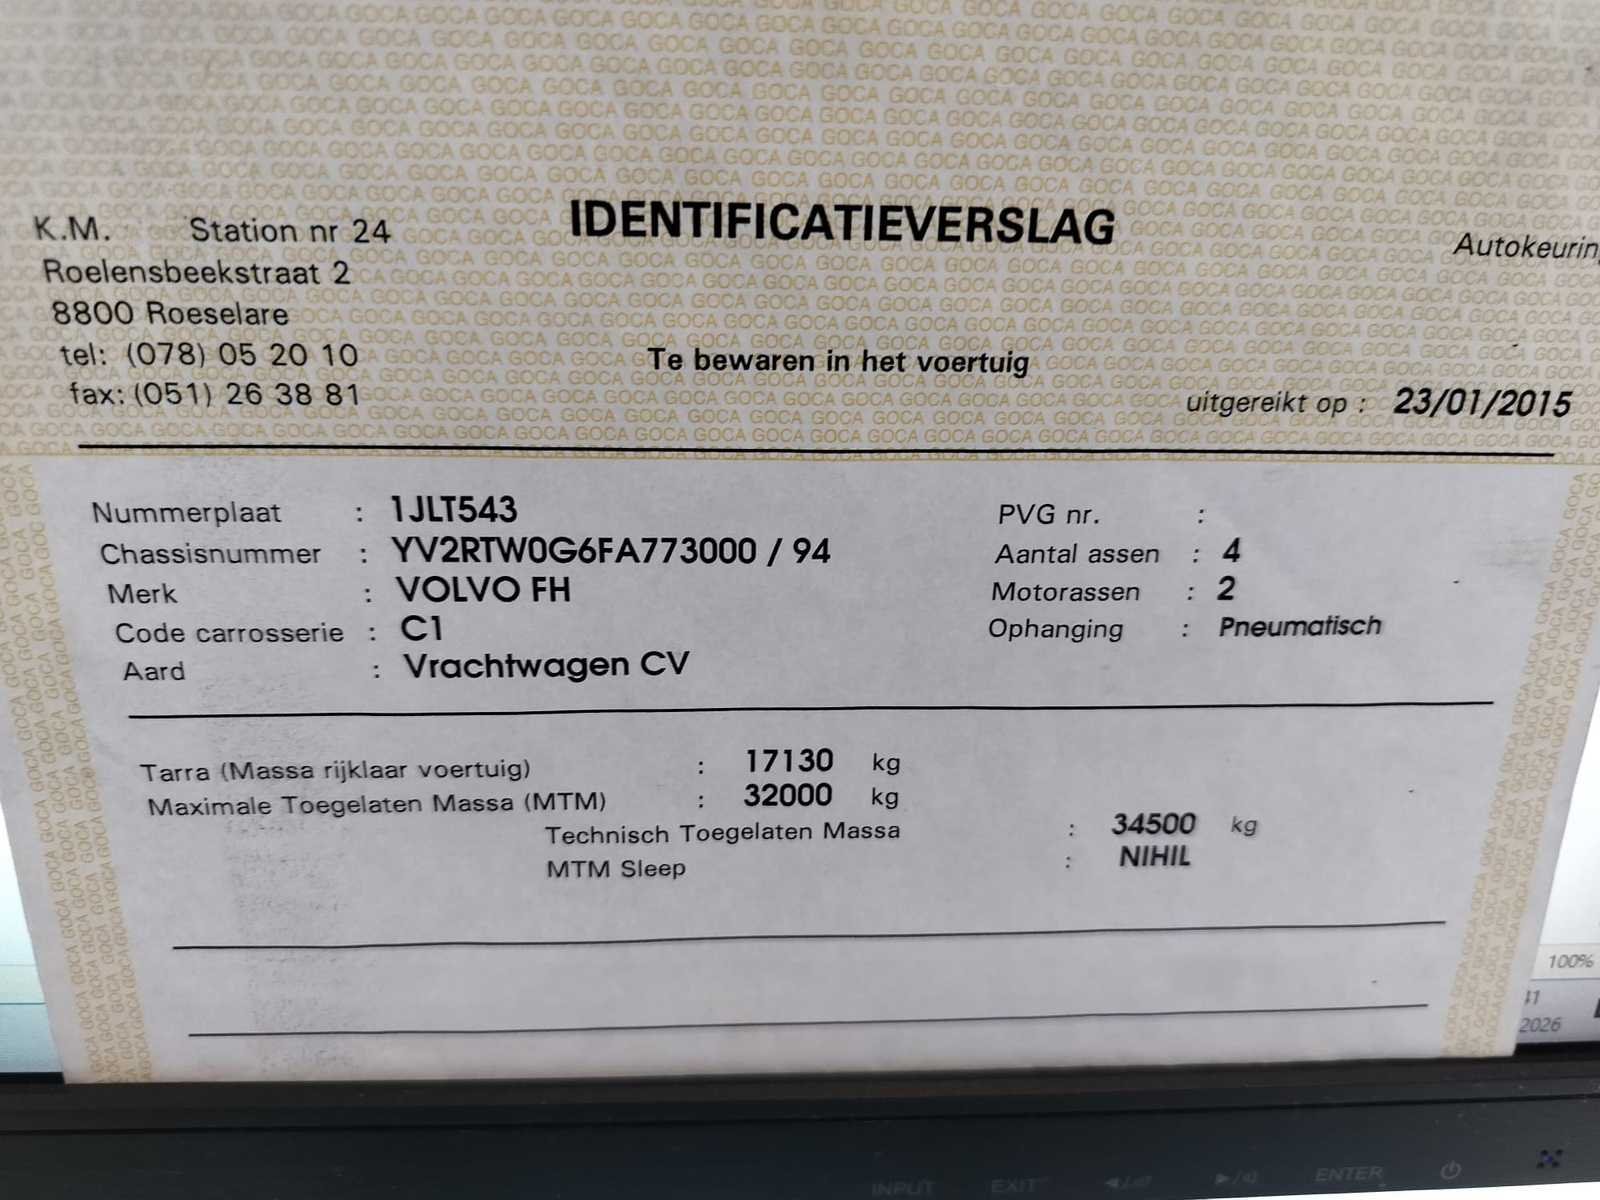 K.M. Station nr 24
IDENTIFICATIEVERSLAG
Roelensbeekstraat 2
8800 Roeselare
tel: (078) 05 20 10
fax: (051) 26 38 81
Te bewaren in het voertuig
uitgereikt op : 23/01/2015
Nummerplaat : 1JLT543
Chassisnummer : YV2RTW0G6FA773000 / 94
Merk : VOLVO FH
Code carrosserie : C1
Aard : Vrachtwagen CV
PVG nr. :
Aantal assen : 4
Motorassen : 2
Ophanging : Pneumatisch
Tarra (Massa rijklaar voertuig) : 17130 kg
Maximale Toegelaten Massa (MTM) : 32000 kg
Technisch Toegelaten Massa : 34500 kg
MTM Sleep : NIHIL
100%
2026
INPUT EXIT ENTER